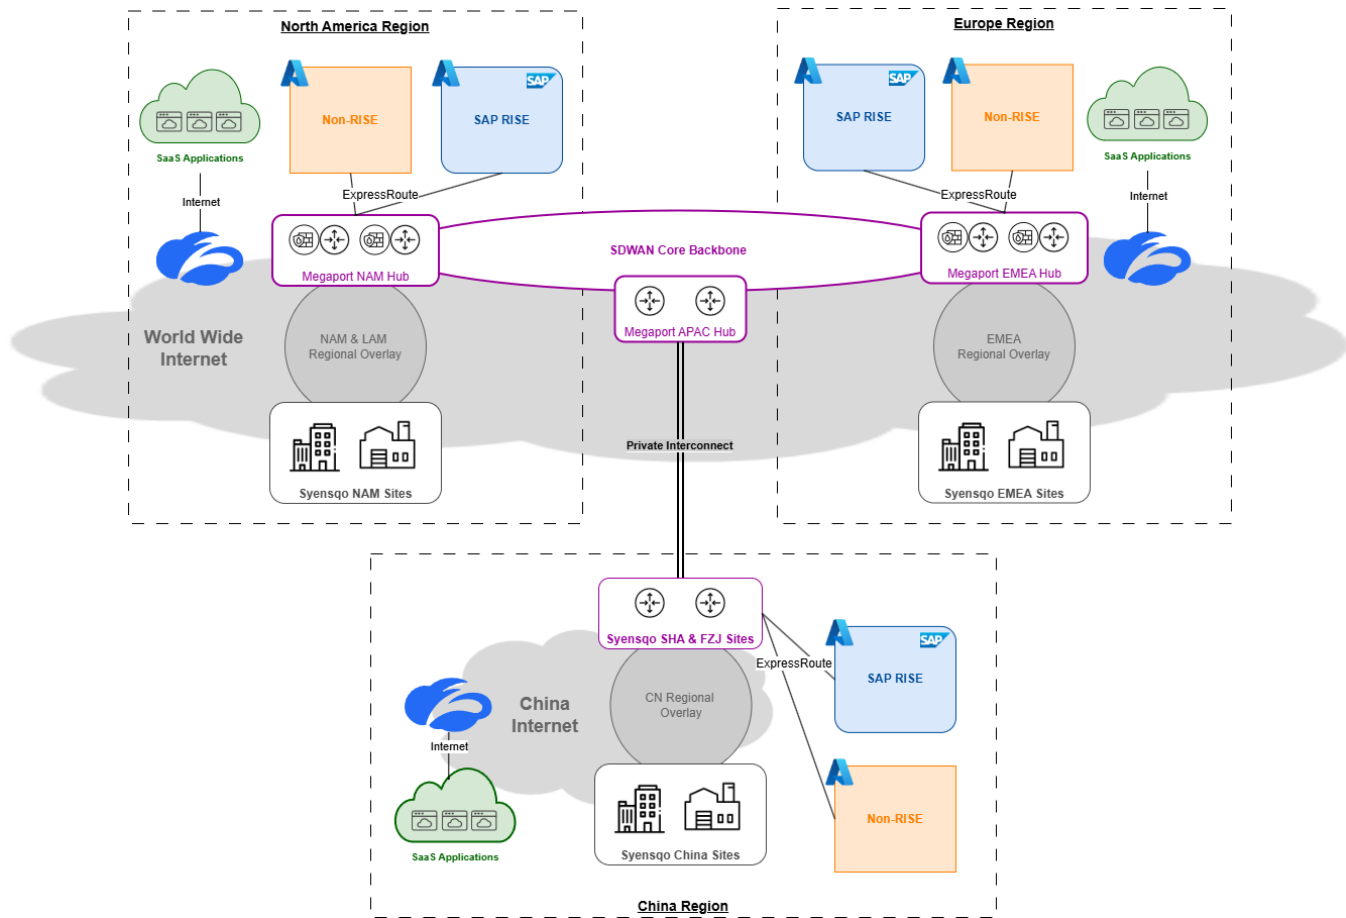 North America Region
Europe Region
SAP
SAP
Non-RISE
SAP RISE
SAP RISE
Non-RISE
SaaS Applications
SaaS Applications
ExpressRoute
ExpressRoute
Internet
Internet
SDWAN Core Backbone
Megaport NAM Hub
Megaport EMEA Hub
Megaport APAC Hub
World Wide
Internet
NAM & LAM
Regional Overlay
EMEA
Regional Overlay
Private Interconnect
Syensqo NAM Sites
Syensqo EMEA Sites
Syensqo SHA & FZJ Sites
SAP
ExpressRoute
SAP RISE
China
Internet
CN Regional
Overlay
Internet
Non-RISE
SaaS Applications
Syensqo China Sites
China Region